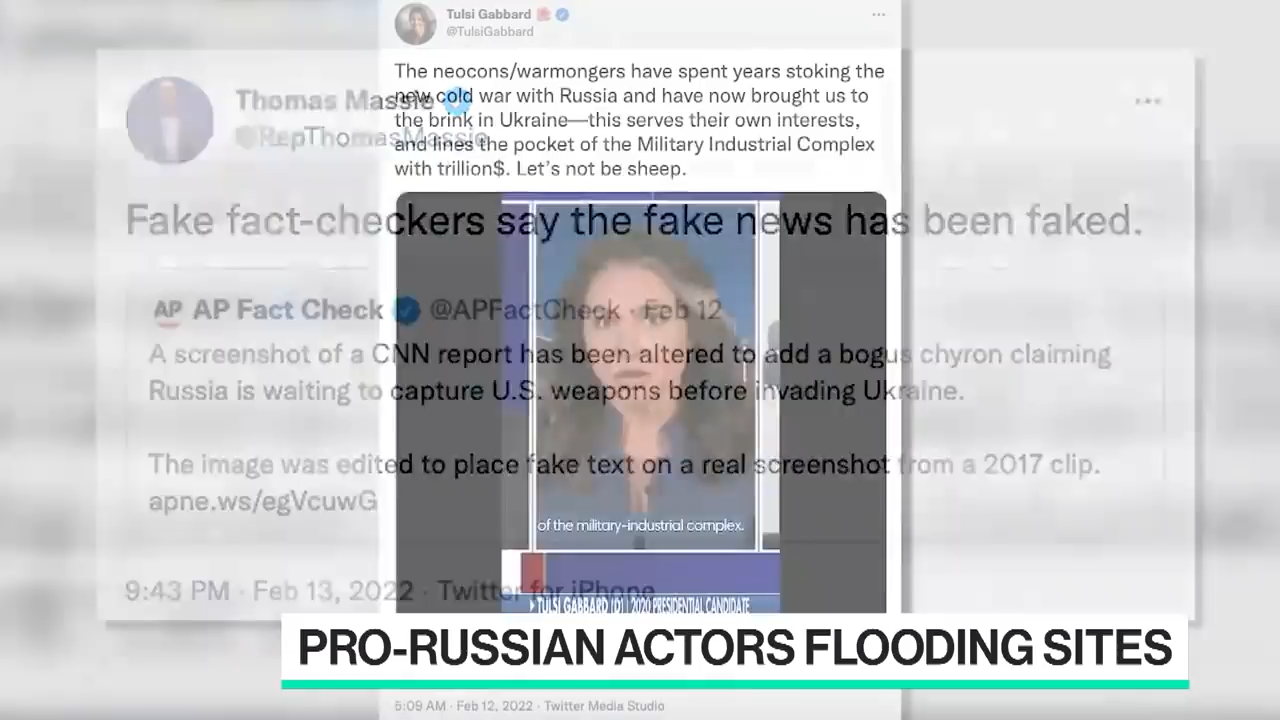 Tulsi Gabbard
@TulsiGabbard
The neocons/warmongers have spent years stoking the
new cold war with Russia and have now brought us to
the brink in Ukraine—this serves their own interests,
and lines the pocket of the Military Industrial Complex
with trillion$. Let's not be sheep.
of the military-industrial complex.
TULSI GABBARD (D) | 2020 PRESIDENTIAL CANDIDATE
5:09 AM · Feb 12, 2022 · Twitter Media Studio
Thomas Massie
@RepThomasMassie
Fake fact-checkers say the fake news has been faked.
AP AP Fact Check @APFactCheck · Feb 12
A screenshot of a CNN report has been altered to add a bogus chyron claiming
Russia is waiting to capture U.S. weapons before invading Ukraine.
The image was edited to place fake text on a real screenshot from a 2017 clip.
apne.ws/egVcuwG
9:43 PM · Feb 13, 2022 · Twitter for iPhone
PRO-RUSSIAN ACTORS FLOODING SITES